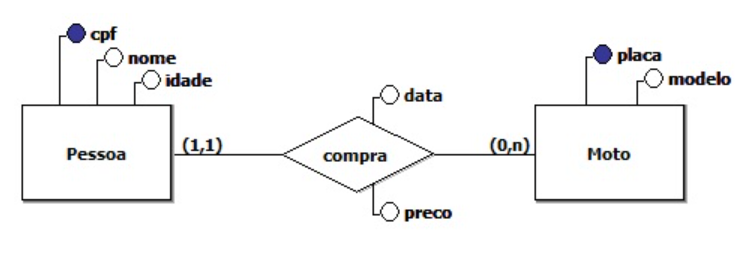 cpf
nome
idade
Pessoa
(1,1)
data
compra
preco
(0,n)
placa
modelo
Moto